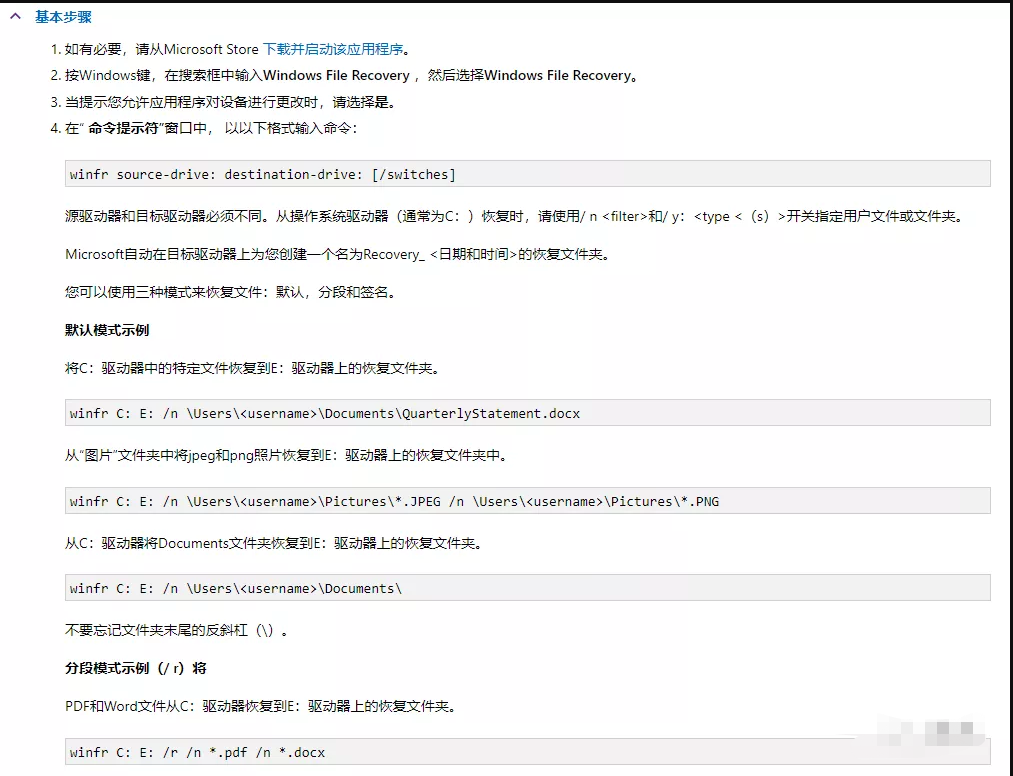 基本步骤
1. 如有必要，请从Microsoft Store 下载并启动该应用程序。
2. 按Windows键，在搜索框中输入Windows File Recovery ，然后选择Windows File Recovery。
3. 当提示您允许应用程序对设备进行更改时，请选择是。
4. 在“ 命令提示符”窗口中， 以以下格式输入命令：
winfr source-drive: destination-drive: [/switches]
源驱动器和目标驱动器必须不同。从操作系统驱动器（通常为C：）恢复时，请使用/ n <filter>和/ y：<type <（s）>开关指定用户文件或文件夹。
Microsoft自动在目标驱动器上为您创建一个名为Recovery_ <日期和时间>的恢复文件夹。
您可以使用三种模式来恢复文件：默认，分段和签名。
默认模式示例
将C：驱动器中的特定文件恢复到E：驱动器上的恢复文件夹。
winfr C: E: /n \Users\<username>\Documents\QuarterlyStatement.docx
从“图片”文件夹中将jpeg和png照片恢复到E：驱动器上的恢复文件夹中。
winfr C: E: /n \Users\<username>\Pictures\*.JPEG /n \Users\<username>\Pictures\*.PNG
从C：驱动器将Documents文件夹恢复到E：驱动器上的恢复文件夹。
winfr C: E: /n \Users\<username>\Documents\
不要忘记文件夹末尾的反斜杠（\）。
分段模式示例（/ r）将
PDF和Word文件从C：驱动器恢复到E：驱动器上的恢复文件夹。
winfr C: E: /r /n *.pdf /n *.docx